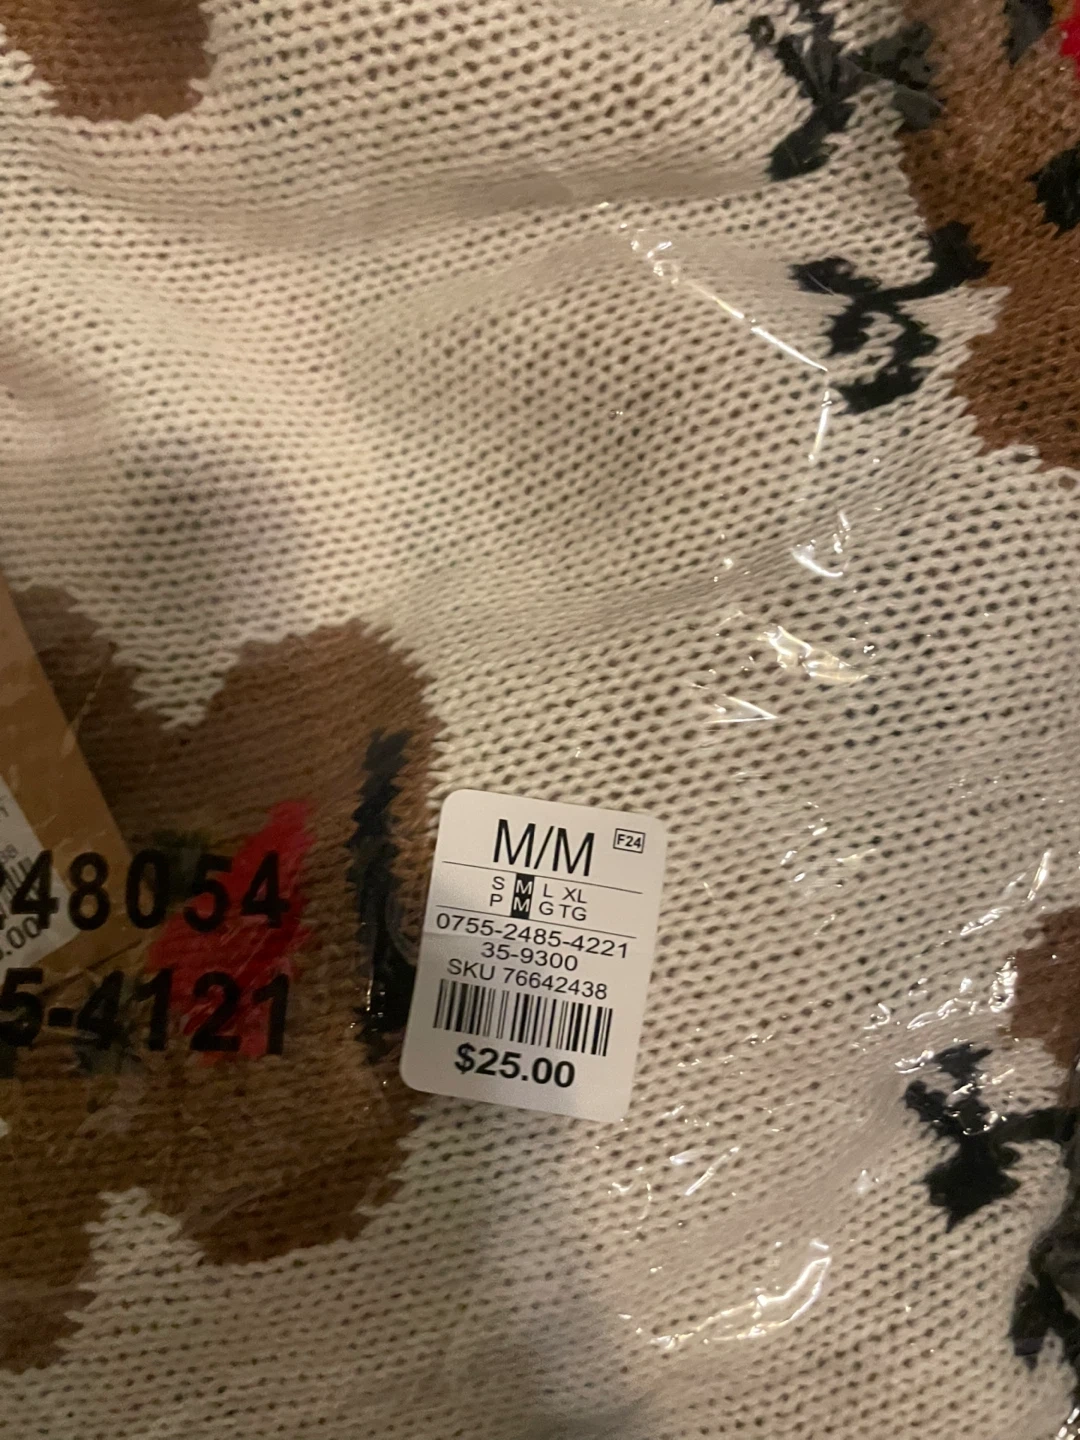 M/M F24
S M L XL
P M G TG
0755-2485-4221
35-9300
SKU 76642438
$25.00
48054
5-4121